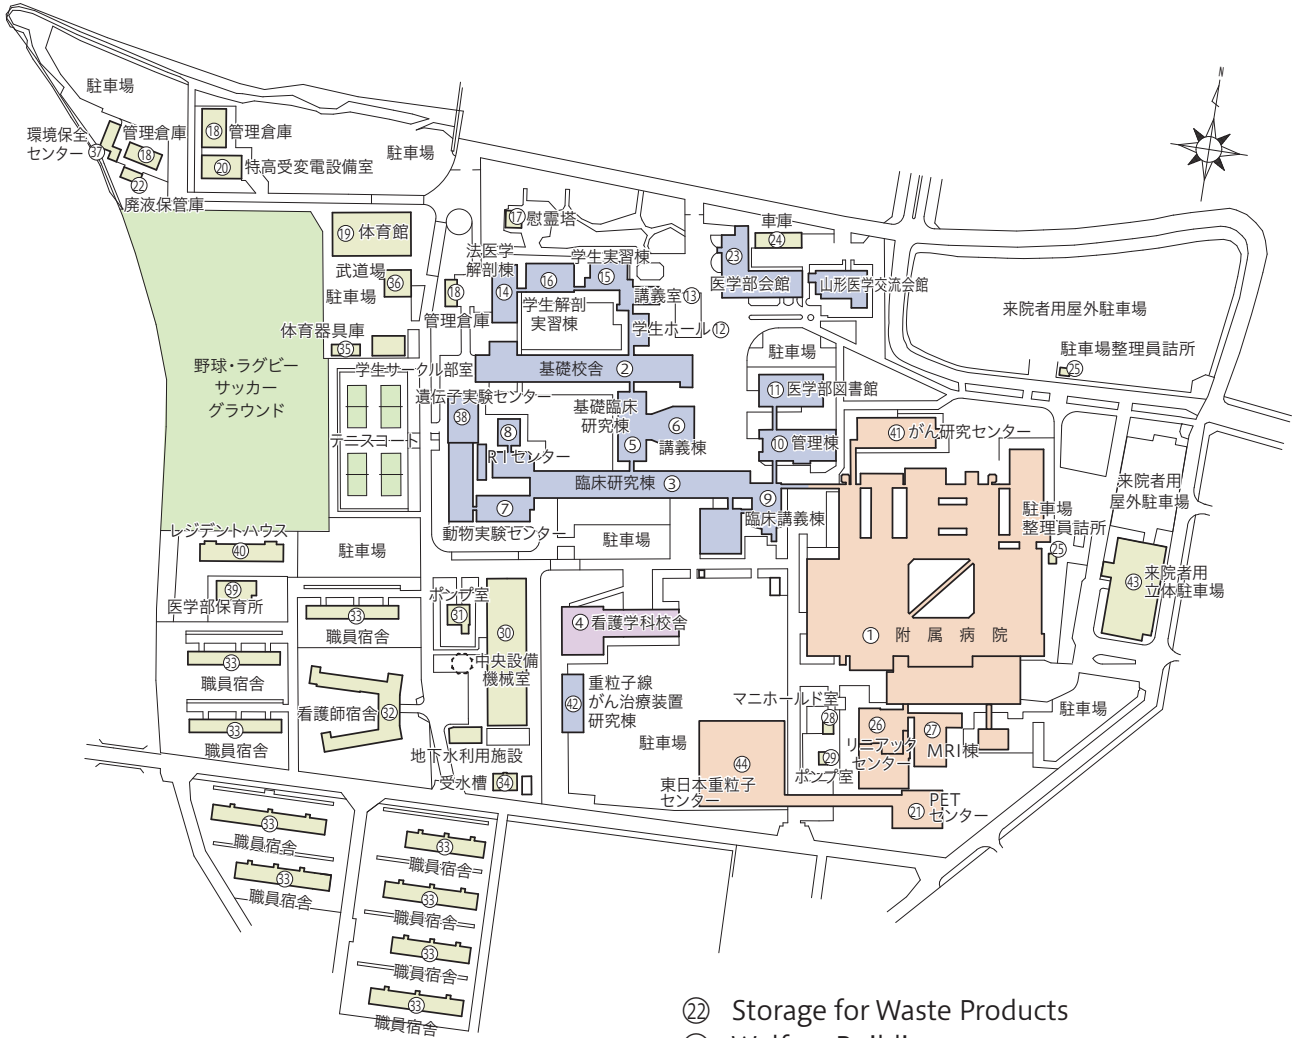 N
駐車場
環境保全
センター ㊲
管理倉庫
⑱
⑱ 管理倉庫
⑳ 特高受変電設備室
駐車場
㉒
廃液保管庫
⑲ 体育館
武道場
㊱
駐車場
体育器具庫
㉟
学生サークル部室
野球・ラグビー
サッカー
グラウンド
テニスコート
⑰ 慰霊塔
法医学
解剖棟
⑭
⑯
学生実習棟
⑮
⑱
管理倉庫
学生解剖
実習棟
講義室⑬
学生ホール⑫
車庫
㉔
㉓
医学部会館
山形医学交流会館
来院者用屋外駐車場
駐車場整理員詰所
㉕
基礎校舎 ②
駐車場
⑪ 医学部図書館
遺伝子実験センター
㊳
⑧
RIセンター
基礎臨床
研究棟
⑤
⑥
講義棟
⑩ 管理棟
㊶ がん研究センター
臨床研究棟 ③
⑨
臨床講義棟
⑦
動物実験センター
駐車場
来院者用
屋外駐車場
駐車場
整理員詰所
㉕
㊸ 来院者用
立体駐車場
レジデントハウス
㊵
駐車場
㊴
医学部保育所
㉝
職員宿舎
㉝
職員宿舎
㉝
職員宿舎
看護師宿舎 ㉜
ポンプ室
㉛
㉚
中央設備
機械室
地下水利用施設
受水槽 ㉞
④ 看護学科校舎
㊷ 重粒子線
がん治療装置
研究棟
① 附属病院
マニホールド室
㉘
㉙
ポンプ室
㉖
リニアック
センター
㉗
MRI棟
駐車場
駐車場
㊹
東日本重粒子
センター
㉑ PET
センター
㉝
職員宿舎
㉝
職員宿舎
㉝
職員宿舎
㉝
職員宿舎
㉝
職員宿舎
㉝
職員宿舎
㉒ Storage for Waste Products